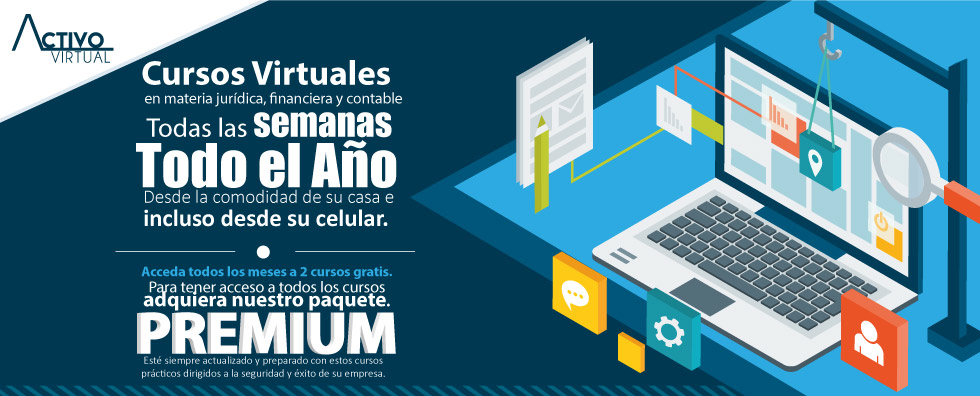 ACTIVO
VIRTUAL
Cursos Virtuales
en materia jurídica, financiera y contable
Todas las semanas
Todo el Año
Desde la comodidad de su casa e
incluso desde su celular.
Acceda todos los meses a 2 cursos gratis.
Para tener acceso a todos los cursos
adquiera nuestro paquete.
PREMIUM
Esté siempre actualizado y preparado con estos cursos
prácticos dirigidos a la seguridad y éxito de su empresa.